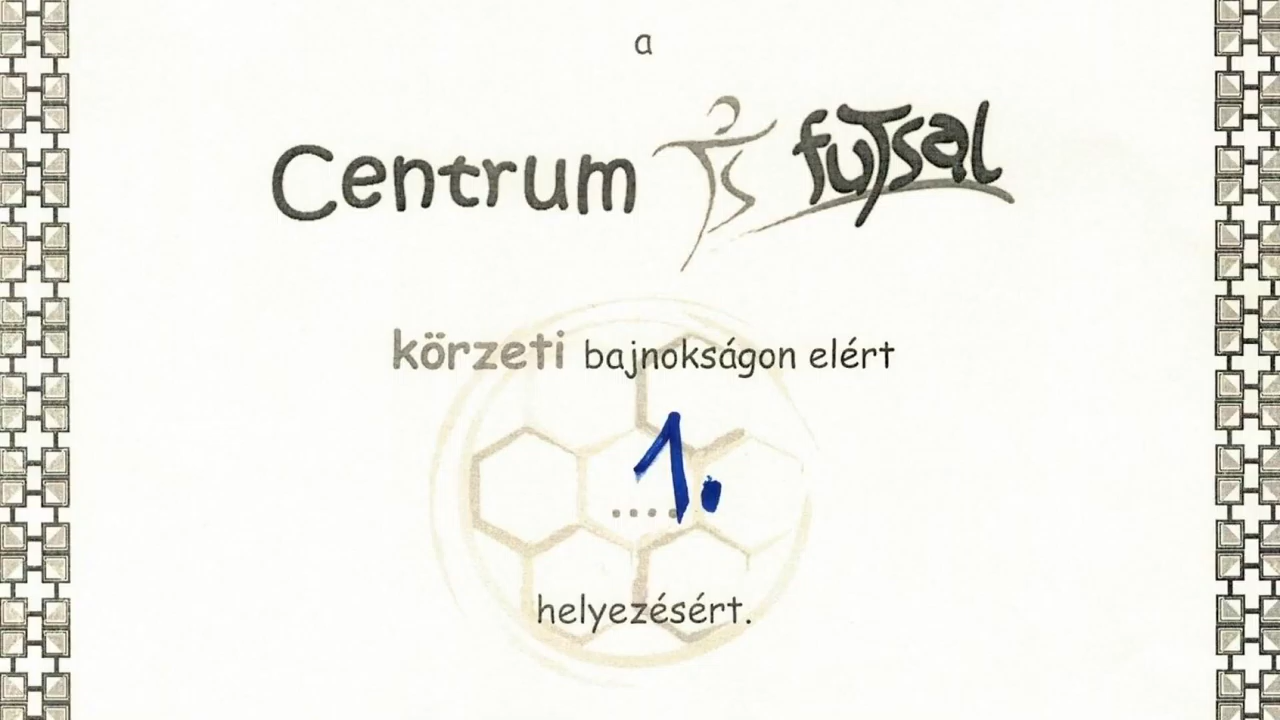 a
Centrum futsal
körzeti bajnokságon elért
....1.
helyezésért.